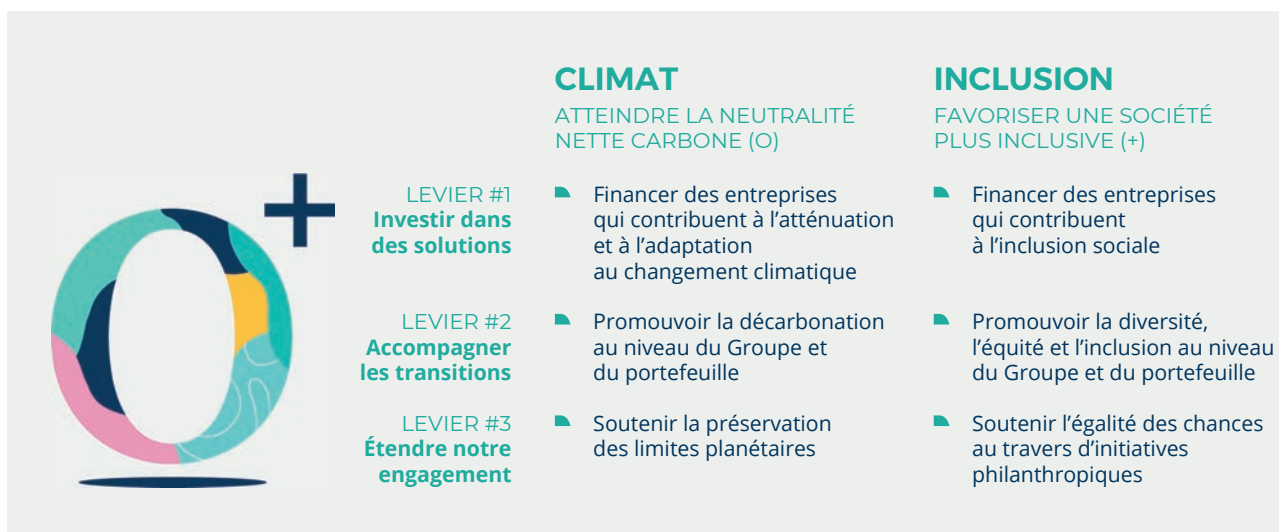 CLIMAT
ATTEINDRE LA NEUTRALITÉ
NETTE CARBONE (O)
INCLUSION
FAVORISER UNE SOCIÉTÉ
PLUS INCLUSIVE (+)
O+
LEVIER #1
Investir dans
des solutions
Financer des entreprises
qui contribuent à l’atténuation
et à l’adaptation
au changement climatique
Financer des entreprises
qui contribuent
à l’inclusion sociale
LEVIER #2
Accompagner
les transitions
Promouvoir la décarbonation
au niveau du Groupe et
du portefeuille
Promouvoir la diversité,
l’équité et l’inclusion au niveau
du Groupe et du portefeuille
LEVIER #3
Étendre notre
engagement
Soutenir la préservation
des limites planétaires
Soutenir l’égalité des chances
au travers d’initiatives
philanthropiques